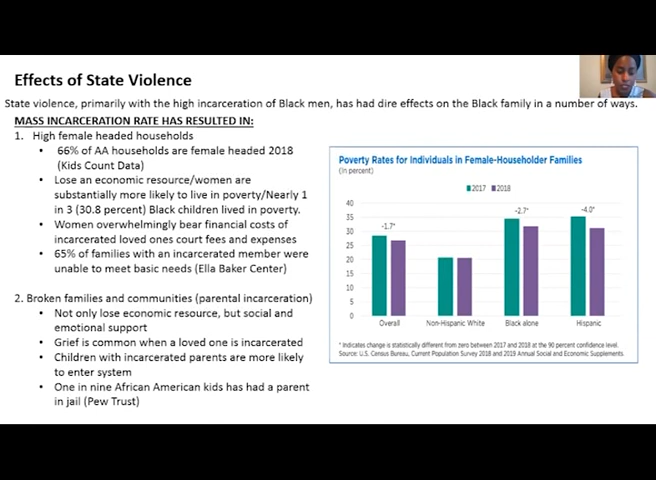 Effects of State Violence
State violence, primarily with the high incarceration of Black men, has had dire effects on the Black family in a number of ways.
MASS INCARCERATION RATE HAS RESULTED IN:
1. High female headed households
• 66% of AA households are female headed 2018
(Kids Count Data)
• Lose an economic resource/women are
substantially more likely to live in poverty/Nearly 1
in 3 (30.8 percent) Black children lived in poverty.
• Women overwhelmingly bear financial costs of
incarcerated loved ones court fees and expenses
• 65% of families with an incarcerated member were
unable to meet basic needs (Ella Baker Center)
2. Broken families and communities (parental incarceration)
• Not only lose economic resource, but social and
emotional support
• Grief is common when a loved one is incarcerated
• Children with incarcerated parents are more likely
to enter system
• One in nine African American kids has had a parent
in jail (Pew Trust)
Poverty Rates for Individuals in Female-Householder Families
(In percent)
2017 2018
40
35
30
25
20
15
10
5
0
-1.7*
-2.7*
-4.0*
Overall Non-Hispanic White Black alone Hispanic
* Indicates change is statistically different from zero between 2017 and 2018 at the 90 percent confidence level.
Source: U.S. Census Bureau, Current Population Survey 2018 and 2019 Annual Social and Economic Supplements